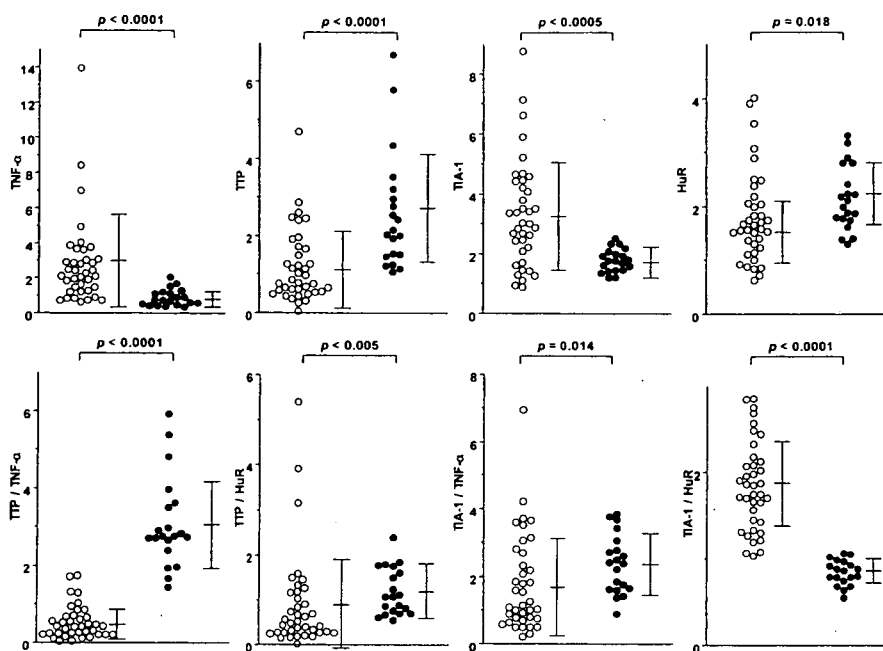 p < 0.0001
p < 0.0001
p < 0.0005
p = 0.018
TNF-α
14
12
10
8
6
4
2
0
TTP
6
4
2
0
TIA-1
8
6
4
2
0
HuR
4
2
0
p < 0.0001
p < 0.005
p = 0.014
p < 0.0001
TTP / TNF-α
6
4
2
0
TTP / HuR
6
4
2
0
TIA-1 / TNF-α
8
6
4
2
0
TIA-1 / HuR
2
0